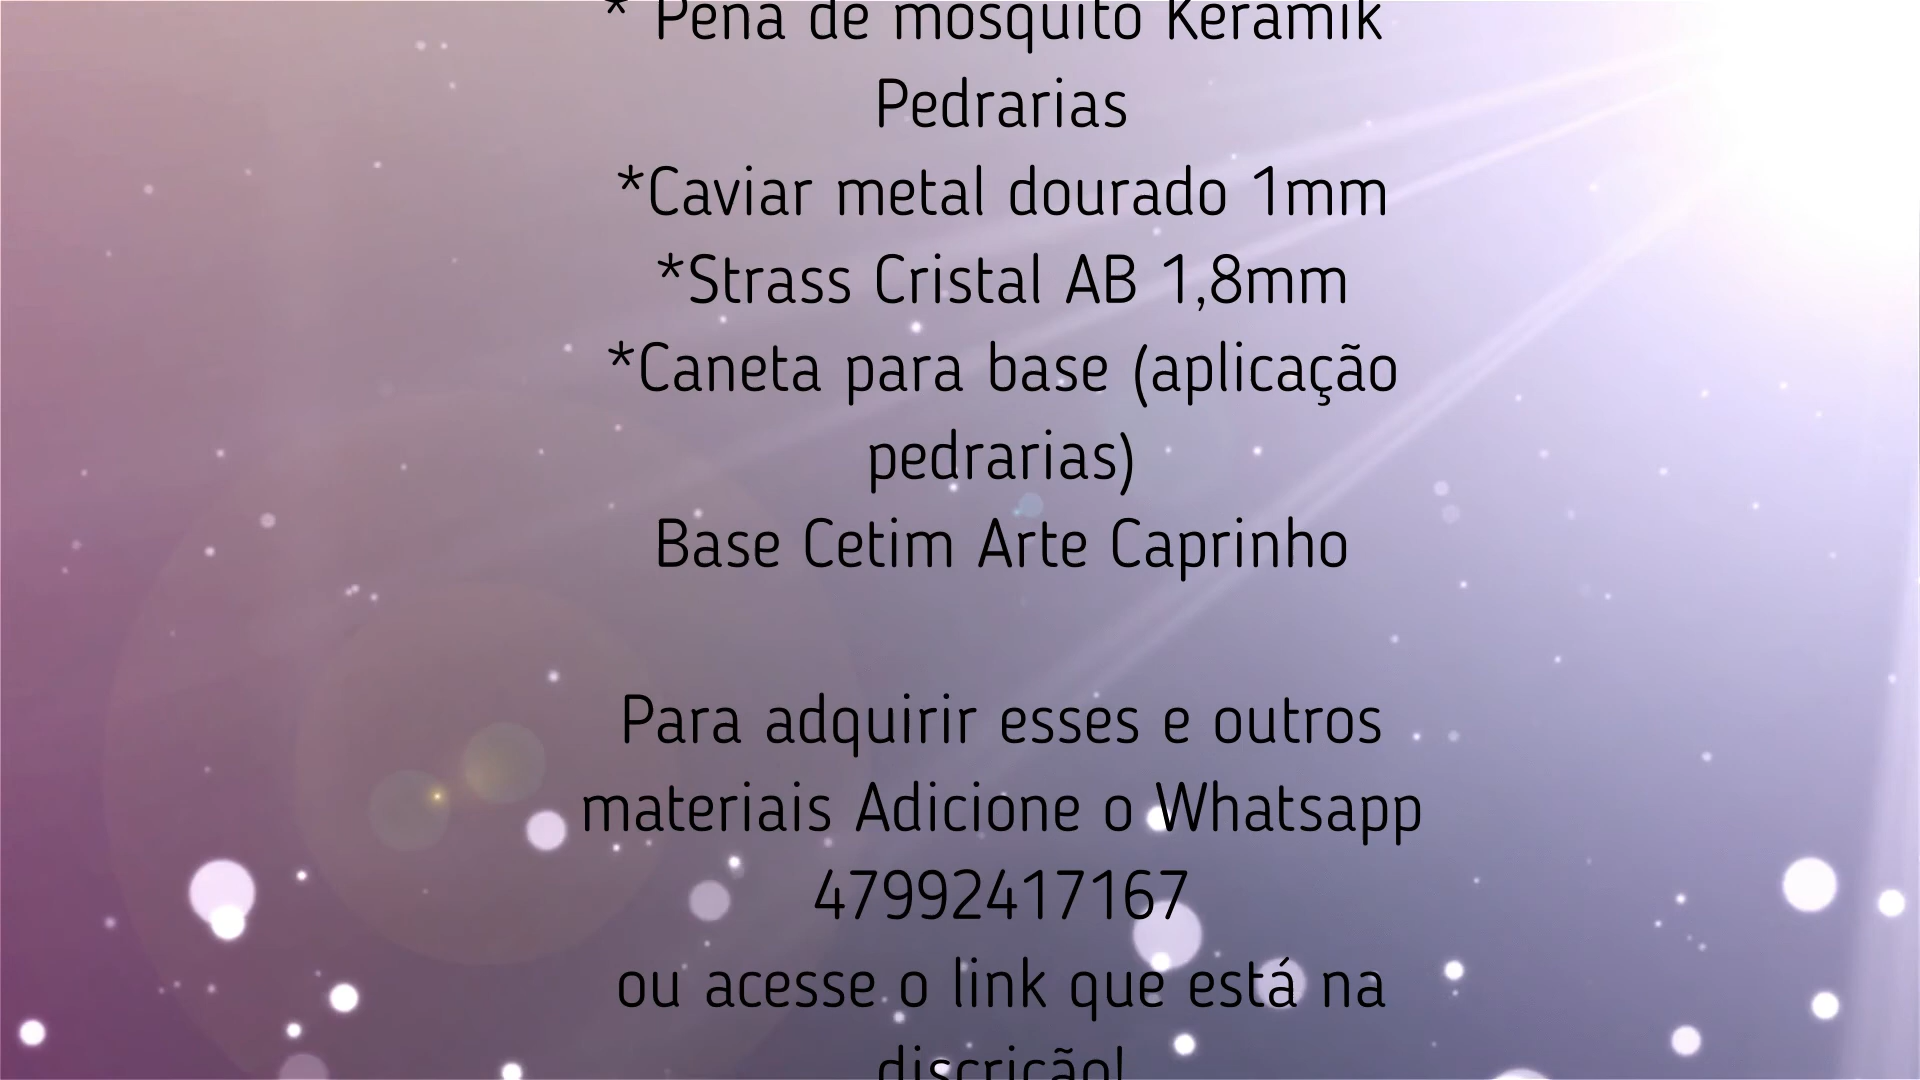 * Pena de mosquito Keramik
Pedrarias
*Caviar metal dourado 1mm
*Strass Cristal AB 1,8mm
*Caneta para base (aplicação
pedrarias)
Base Cetim Arte Caprinho
Para adquirir esses e outros
materiais Adicione o Whatsapp
47992417167
ou acesse o link que está na
discrição!